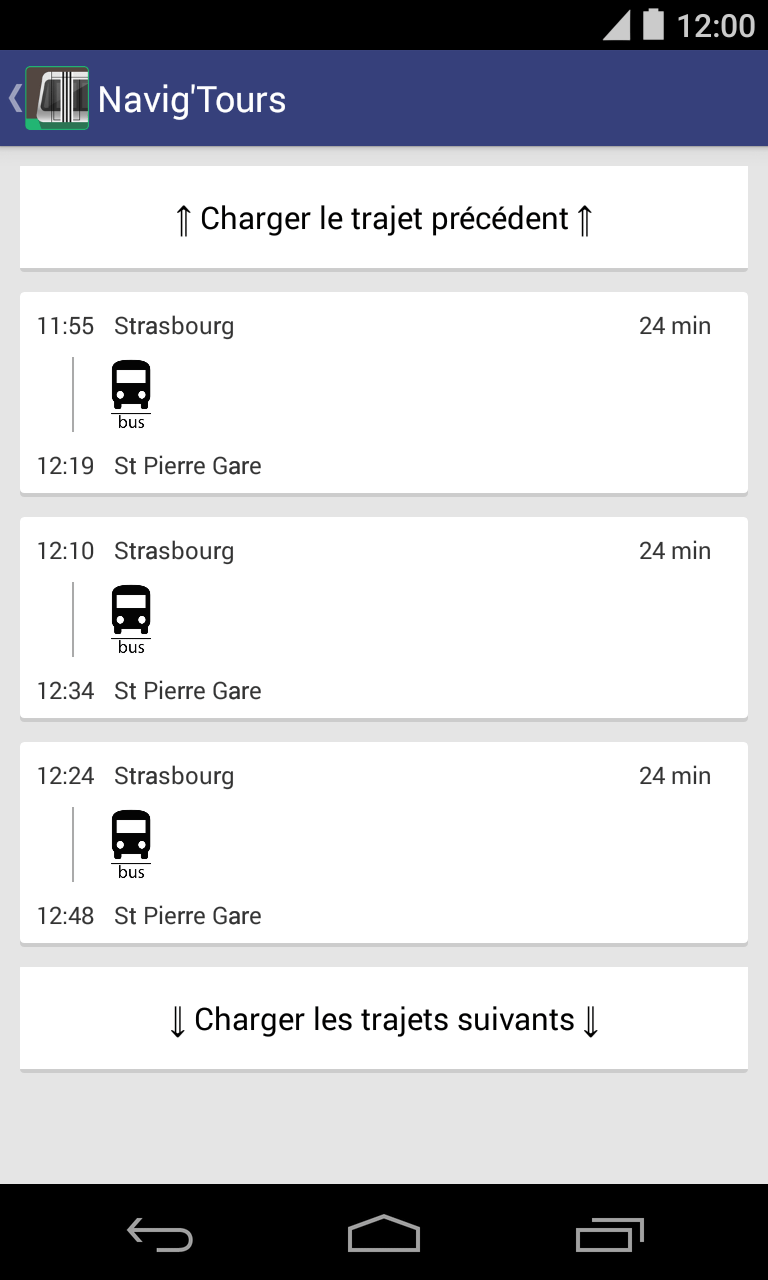 12:00
Navig'Tours
⇑ Charger le trajet précédent ⇑
11:55 Strasbourg 24 min
bus
12:19 St Pierre Gare
12:10 Strasbourg 24 min
bus
12:34 St Pierre Gare
12:24 Strasbourg 24 min
bus
12:48 St Pierre Gare
⇓ Charger les trajets suivants ⇓